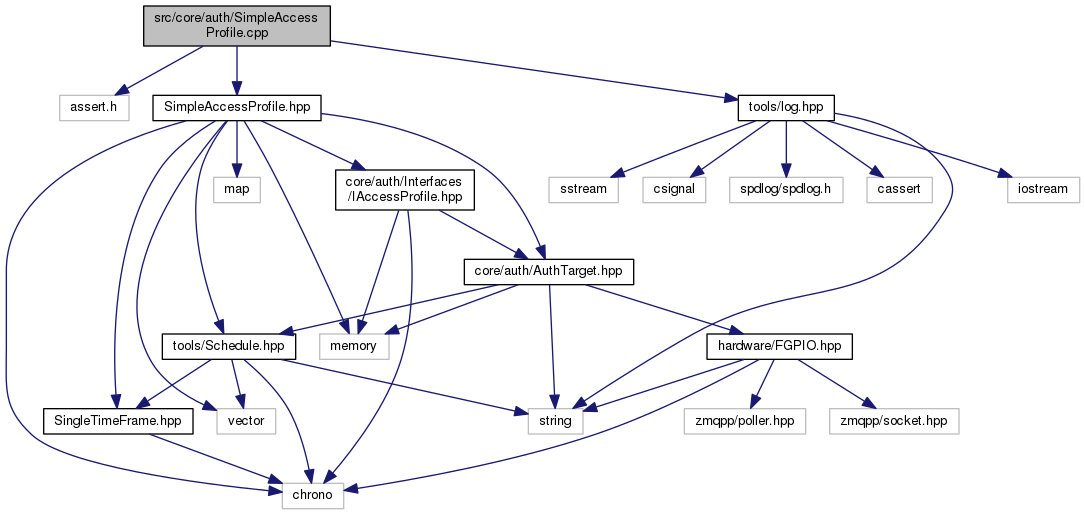 src/core/auth/SimpleAccess
Profile.cpp
assert.h
SimpleAccessProfile.hpp
tools/log.hpp
map
core/auth/Interfaces
/IAccessProfile.hpp
sstream
csignal
spdlog/spdlog.h
cassert
iostream
core/auth/AuthTarget.hpp
tools/Schedule.hpp
memory
hardware/FGPIO.hpp
SingleTimeFrame.hpp
vector
string
zmqpp/poller.hpp
zmqpp/socket.hpp
chrono